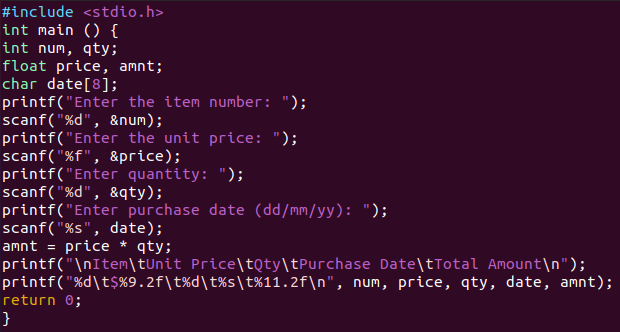 #include <stdio.h>
int main () {
int num, qty;
float price, amnt;
char date[8];
printf("Enter the item number: ");
scanf("%d", &num);
printf("Enter the unit price: ");
scanf("%f", &price);
printf("Enter quantity: ");
scanf("%d", &qty);
printf("Enter purchase date (dd/mm/yy): ");
scanf("%s", date);
amnt = price * qty;
printf("\nItem\tUnit Price\tQty\tPurchase Date\tTotal Amount\n");
printf("%d\t$%9.2f\t%d\t%s\t%11.2f\n", num, price, qty, date, amnt);
return 0;
}